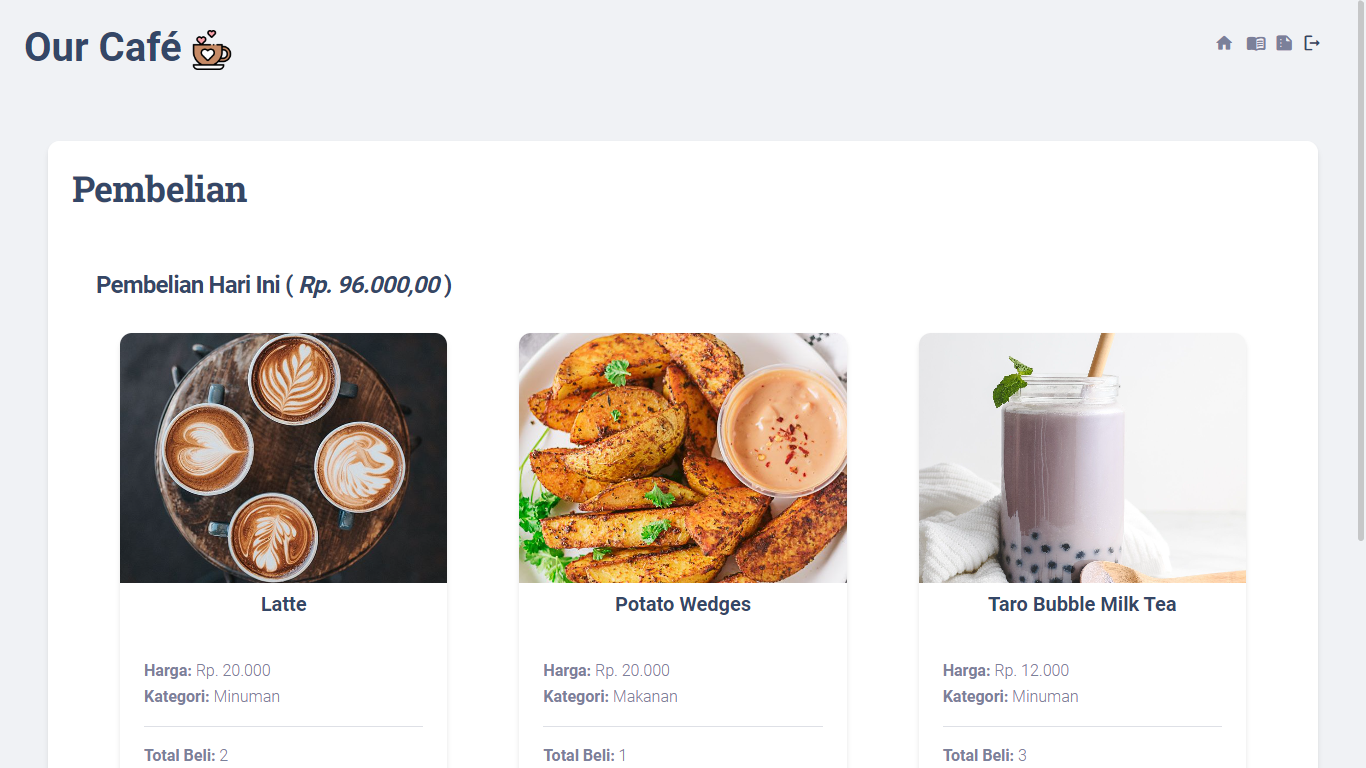 Our Café
Pembelian
Pembelian Hari Ini ( Rp. 96.000,00 )
Latte
Harga: Rp. 20.000
Kategori: Minuman
Total Beli: 2
Potato Wedges
Harga: Rp. 20.000
Kategori: Makanan
Total Beli: 1
Taro Bubble Milk Tea
Harga: Rp. 12.000
Kategori: Minuman
Total Beli: 3